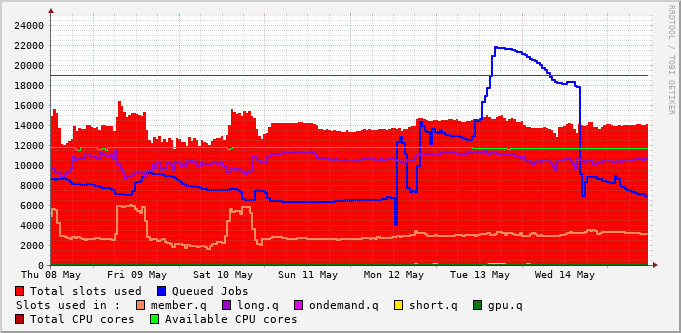 24000
22000
20000
18000
16000
14000
12000
10000
8000
6000
4000
2000
0
Thu 08 May Fri 09 May Sat 10 May Sun 11 May Mon 12 May Tue 13 May Wed 14 May
RRDTOOL / TOBI OETIKER
Total slots used Queued Jobs
Slots used in : member.q long.q ondemand.q short.q gpu.q
Total CPU cores Available CPU cores